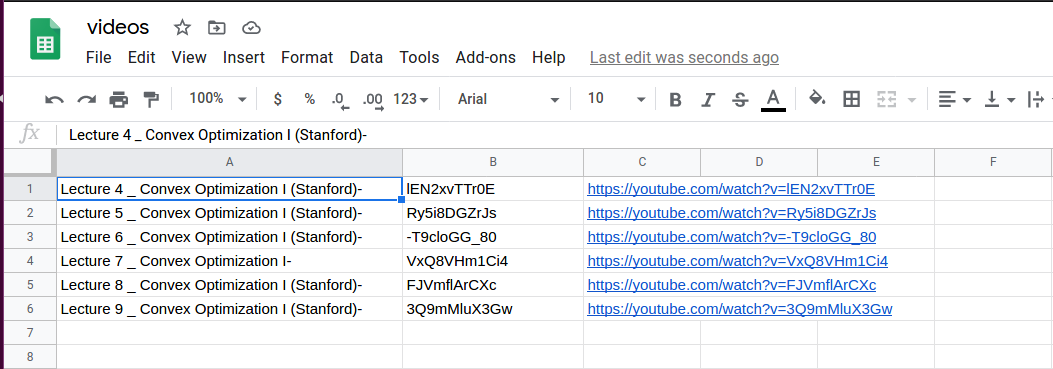 videos
File Edit View Insert Format Data Tools Add-ons Help Last edit was seconds ago
100% $ % .0 .00 123 Arial 10 B I S A
fx Lecture 4 _ Convex Optimization I (Stanford)-
A B C D E F
1 Lecture 4 _ Convex Optimization I (Stanford)- lEN2xvTTr0E https://youtube.com/watch?v=lEN2xvTTr0E
2 Lecture 5 _ Convex Optimization I (Stanford)- Ry5i8DGZrJs https://youtube.com/watch?v=Ry5i8DGZrJs
3 Lecture 6 _ Convex Optimization I (Stanford)- -T9cloGG_80 https://youtube.com/watch?v=-T9cloGG_80
4 Lecture 7 _ Convex Optimization I- VxQ8VHm1Ci4 https://youtube.com/watch?v=VxQ8VHm1Ci4
5 Lecture 8 _ Convex Optimization I (Stanford)- FJVmflArCXc https://youtube.com/watch?v=FJVmflArCXc
6 Lecture 9 _ Convex Optimization I (Stanford)- 3Q9mMluX3Gw https://youtube.com/watch?v=3Q9mMluX3Gw
7
8